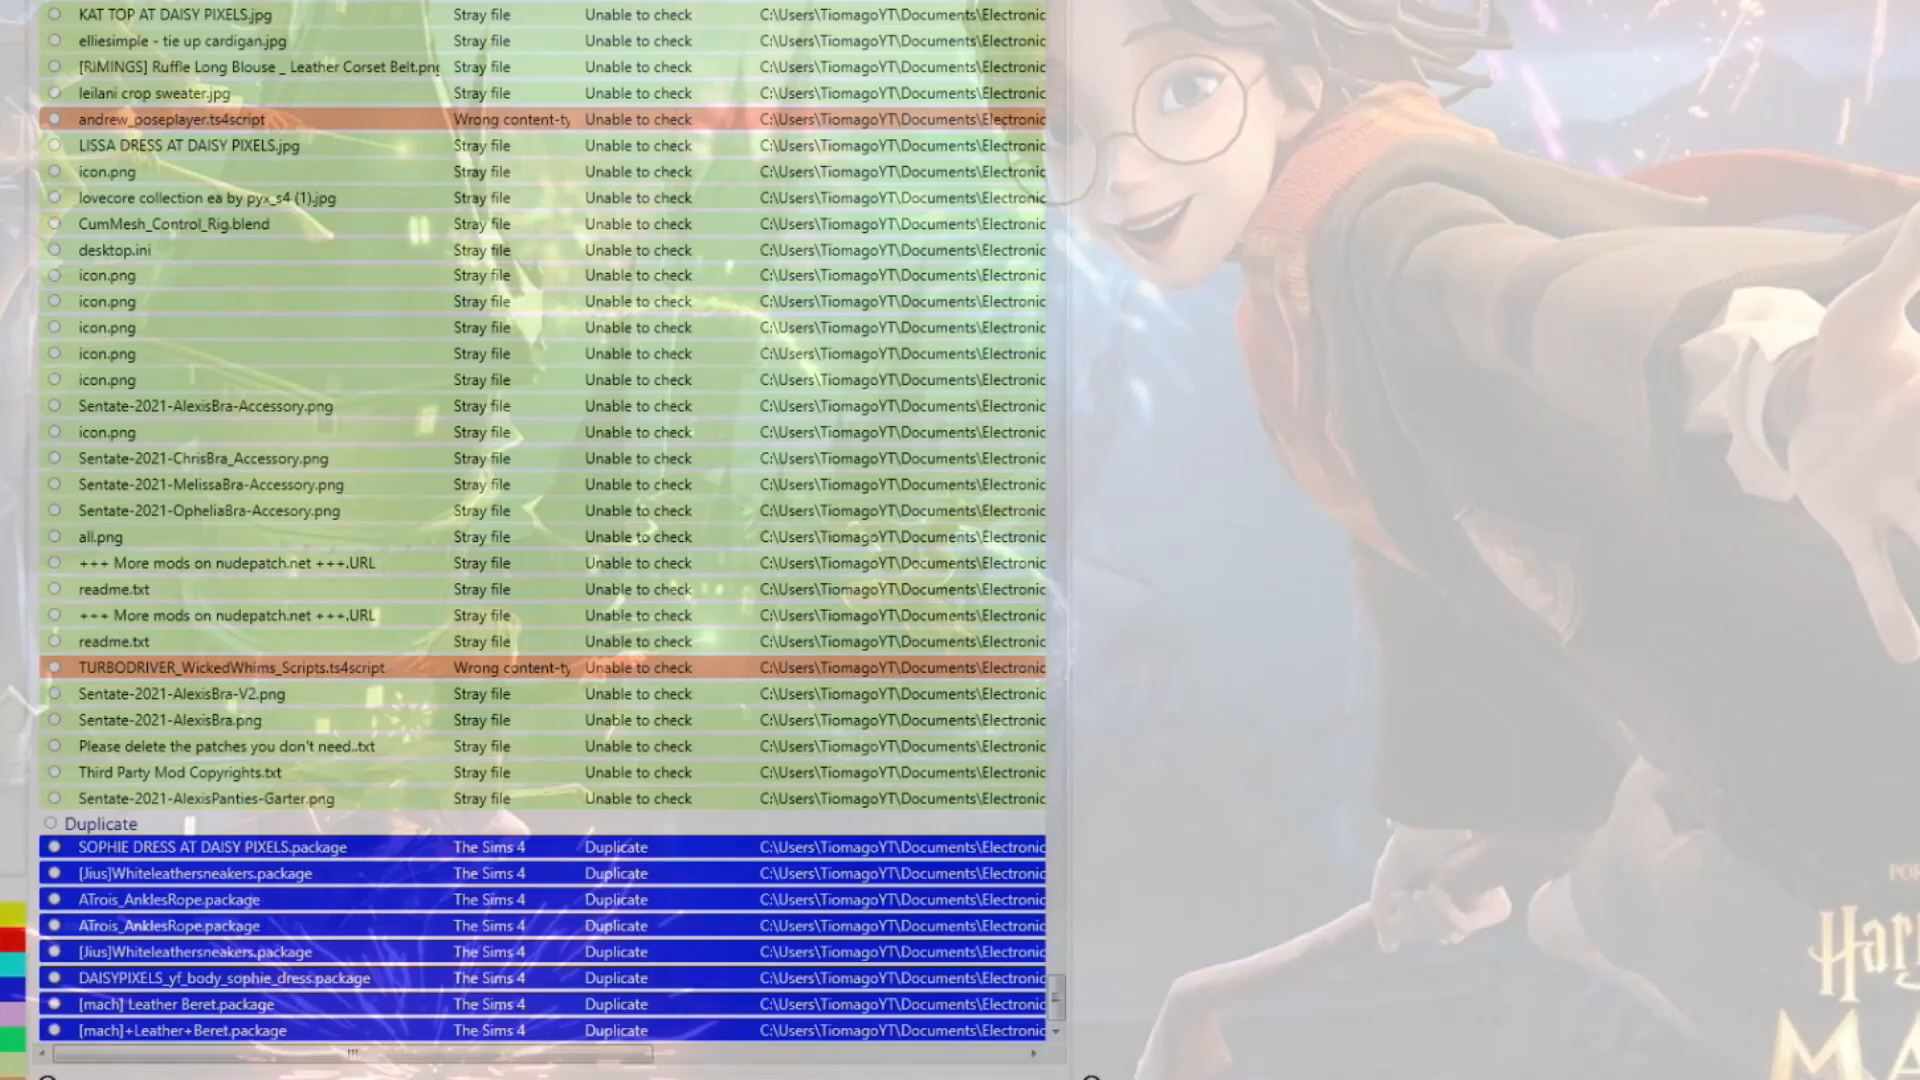 KAT TOP AT DAISY PIXELS.jpg Stray file Unable to check C:\Users\TiomagoYT\Documents\Electronic
elliesimple - tie up cardigan.jpg Stray file Unable to check C:\Users\TiomagoYT\Documents\Electronic
[RIMINGS] Ruffle Long Blouse _ Leather Corset Belt.png Stray file Unable to check C:\Users\TiomagoYT\Documents\Electronic
leilani crop sweater.jpg Stray file Unable to check C:\Users\TiomagoYT\Documents\Electronic
andrew_poseplayer.ts4script Wrong content-ty Unable to check C:\Users\TiomagoYT\Documents\Electronic
LISSA DRESS AT DAISY PIXELS.jpg Stray file Unable to check C:\Users\TiomagoYT\Documents\Electronic
icon.png Stray file Unable to check C:\Users\TiomagoYT\Documents\Electronic
lovecore collection ea by pyx_s4 (1).jpg Stray file Unable to check C:\Users\TiomagoYT\Documents\Electronic
CumMesh_Control_Rig.blend Stray file Unable to check C:\Users\TiomagoYT\Documents\Electronic
desktop.ini Stray file Unable to check C:\Users\TiomagoYT\Documents\Electronic
icon.png Stray file Unable to check C:\Users\TiomagoYT\Documents\Electronic
icon.png Stray file Unable to check C:\Users\TiomagoYT\Documents\Electronic
icon.png Stray file Unable to check C:\Users\TiomagoYT\Documents\Electronic
icon.png Stray file Unable to check C:\Users\TiomagoYT\Documents\Electronic
icon.png Stray file Unable to check C:\Users\TiomagoYT\Documents\Electronic
Sentate-2021-AlexisBra-Accessory.png Stray file Unable to check C:\Users\TiomagoYT\Documents\Electronic
icon.png Stray file Unable to check C:\Users\TiomagoYT\Documents\Electronic
Sentate-2021-ChrisBra_Accessory.png Stray file Unable to check C:\Users\TiomagoYT\Documents\Electronic
Sentate-2021-MelissaBra-Accessory.png Stray file Unable to check C:\Users\TiomagoYT\Documents\Electronic
Sentate-2021-OpheliaBra-Accesory.png Stray file Unable to check C:\Users\TiomagoYT\Documents\Electronic
all.png Stray file Unable to check C:\Users\TiomagoYT\Documents\Electronic
+++ More mods on nudepatch.net +++.URL Stray file Unable to check C:\Users\TiomagoYT\Documents\Electronic
readme.txt Stray file Unable to check C:\Users\TiomagoYT\Documents\Electronic
+++ More mods on nudepatch.net +++.URL Stray file Unable to check C:\Users\TiomagoYT\Documents\Electronic
readme.txt Stray file Unable to check C:\Users\TiomagoYT\Documents\Electronic
TURBODRIVER_WickedWhims_Scripts.ts4script Wrong content-ty Unable to check C:\Users\TiomagoYT\Documents\Electronic
Sentate-2021-AlexisBra-V2.png Stray file Unable to check C:\Users\TiomagoYT\Documents\Electronic
Sentate-2021-AlexisBra.png Stray file Unable to check C:\Users\TiomagoYT\Documents\Electronic
Please delete the patches you don't need..txt Stray file Unable to check C:\Users\TiomagoYT\Documents\Electronic
Third Party Mod Copyrights.txt Stray file Unable to check C:\Users\TiomagoYT\Documents\Electronic
Sentate-2021-AlexisPanties-Garter.png Stray file Unable to check C:\Users\TiomagoYT\Documents\Electronic
Duplicate
SOPHIE DRESS AT DAISY PIXELS.package The Sims 4 Duplicate C:\Users\TiomagoYT\Documents\Electronic
[Jius]Whiteleathersneakers.package The Sims 4 Duplicate C:\Users\TiomagoYT\Documents\Electronic
ATrois_AnklesRope.package The Sims 4 Duplicate C:\Users\TiomagoYT\Documents\Electronic
ATrois_AnklesRope.package The Sims 4 Duplicate C:\Users\TiomagoYT\Documents\Electronic
[Jius]Whiteleathersneakers.package The Sims 4 Duplicate C:\Users\TiomagoYT\Documents\Electronic
DAISYPIXELS_yf_body_sophie_dress.package The Sims 4 Duplicate C:\Users\TiomagoYT\Documents\Electronic
[mach] Leather Beret.package The Sims 4 Duplicate C:\Users\TiomagoYT\Documents\Electronic
[mach]+Leather+Beret.package The Sims 4 Duplicate C:\Users\TiomagoYT\Documents\Electronic
Harr
MA